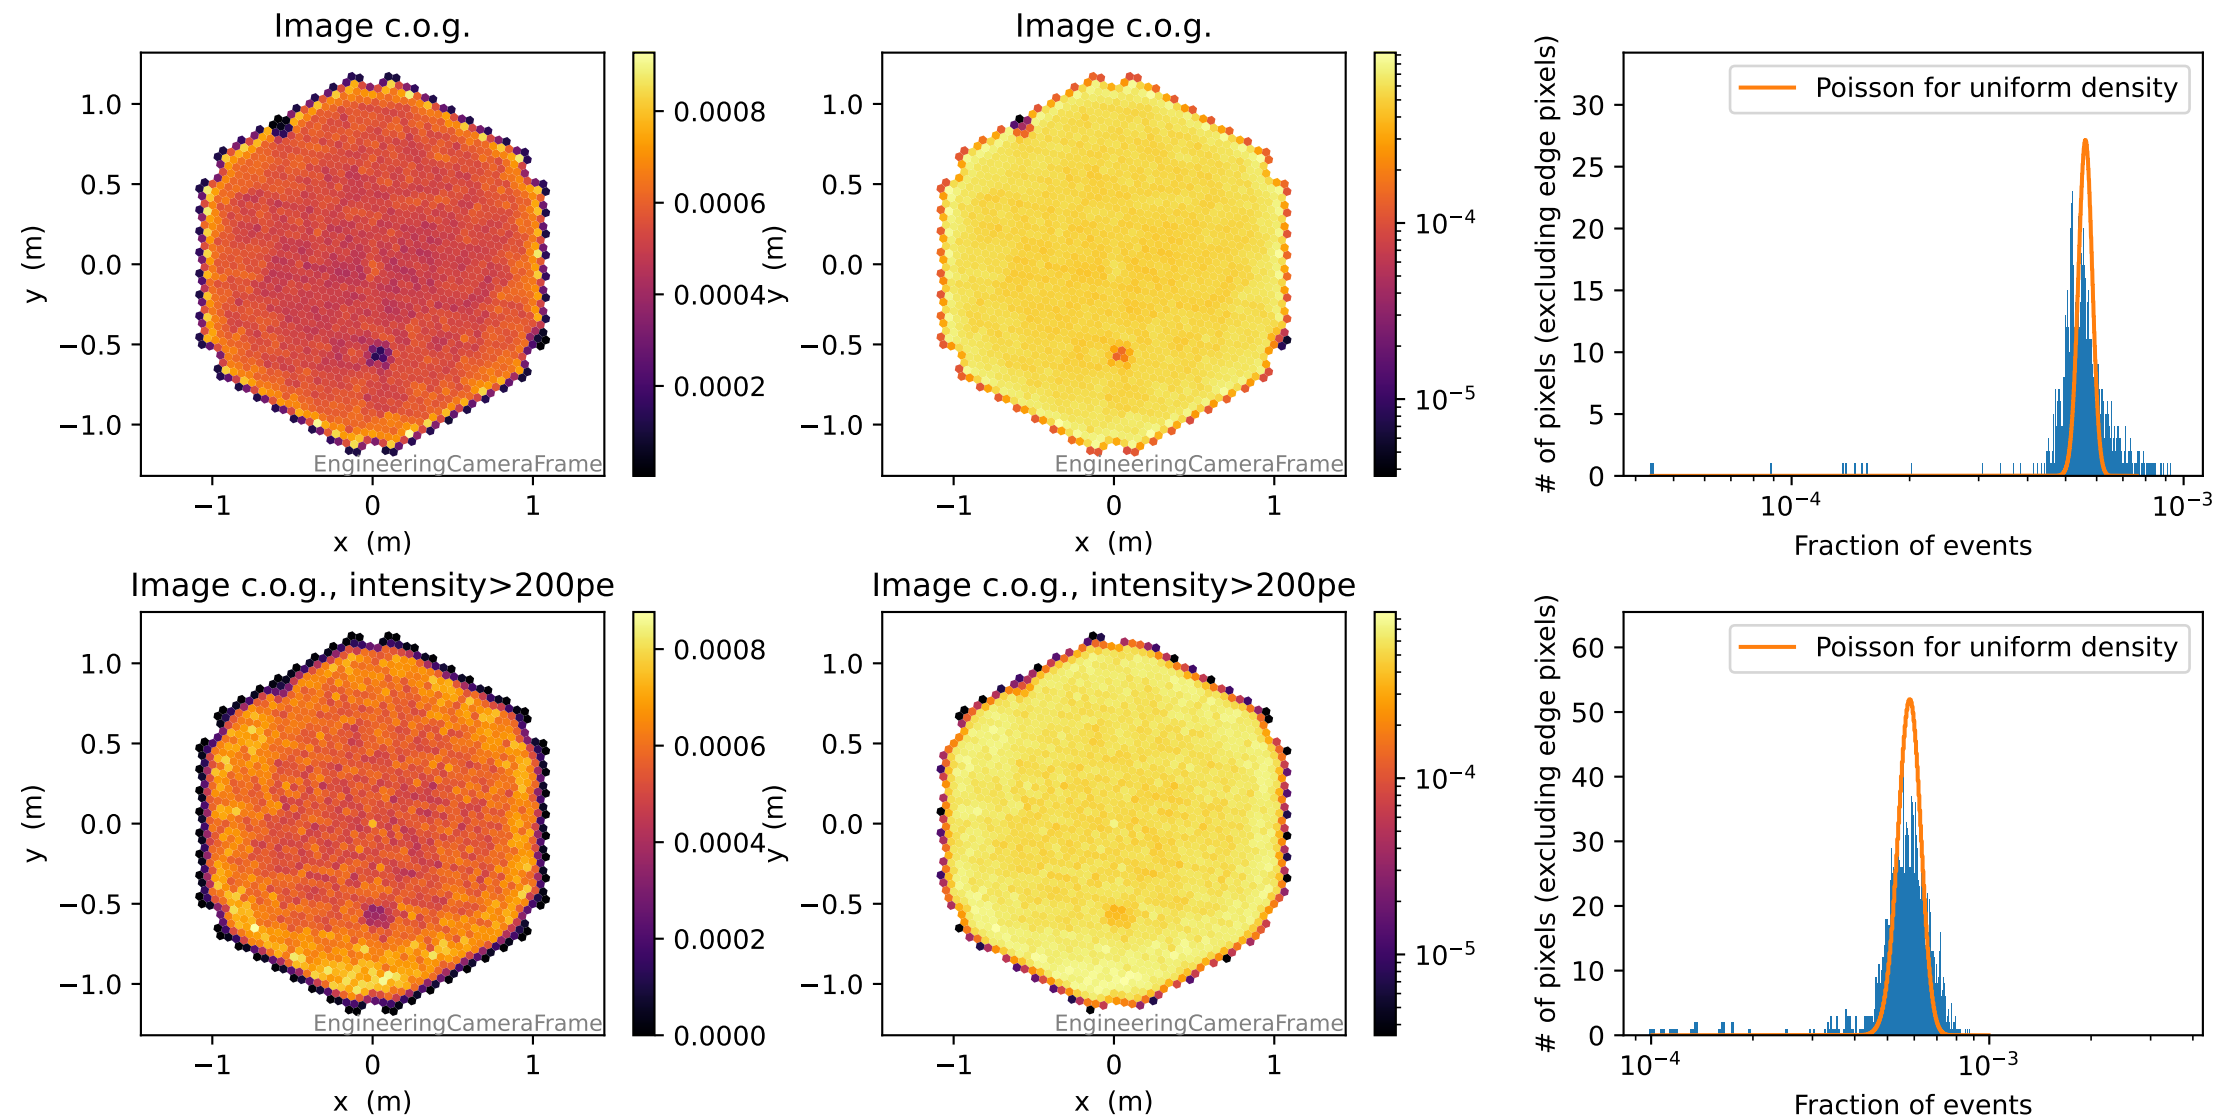 Image c.o.g.
1.0
0.5
0.0
−0.5
−1.0
y (m)
−1
0
1
x (m)
EngineeringCameraFrame
0.0008
0.0006
0.0004
0.0002
Image c.o.g.
1.0
0.5
0.0
−0.5
−1.0
y (m)
−1
0
1
x (m)
EngineeringCameraFrame
10−4
10−5
Poisson for uniform density
# of pixels (excluding edge pixels)
30
25
20
15
10
5
0
10−4
10−3
Fraction of events
Image c.o.g., intensity>200pe
1.0
0.5
0.0
−0.5
−1.0
y (m)
−1
0
1
x (m)
EngineeringCameraFrame
0.0008
0.0006
0.0004
0.0002
0.0000
Image c.o.g., intensity>200pe
1.0
0.5
0.0
−0.5
−1.0
y (m)
−1
0
1
x (m)
EngineeringCameraFrame
10−4
10−5
Poisson for uniform density
# of pixels (excluding edge pixels)
60
50
40
30
20
10
0
10−4
10−3
Fraction of events